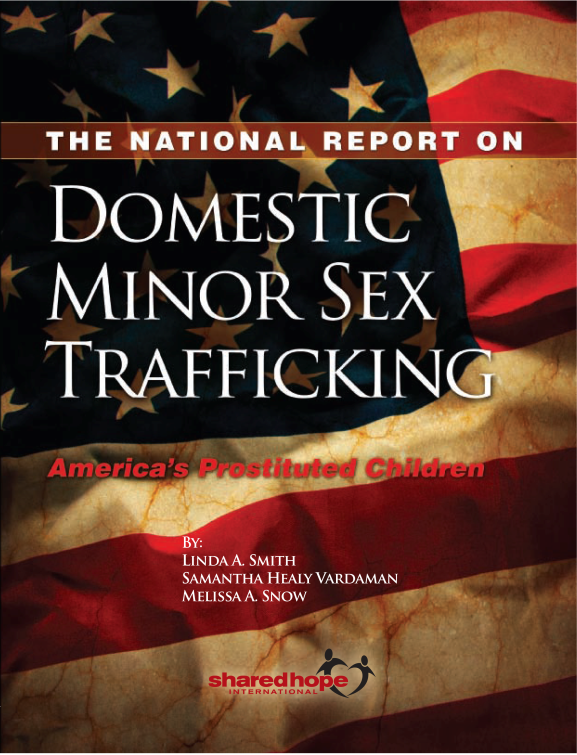 THE NATIONAL REPORT ON
DOMESTIC
MINOR SEX
TRAFFICKING
America's Prostituted Children
BY:
LINDA A. SMITH
SAMANTHA HEALY VARDAMAN
MELISSA A. SNOW
sharedhope
INTERNATIONAL